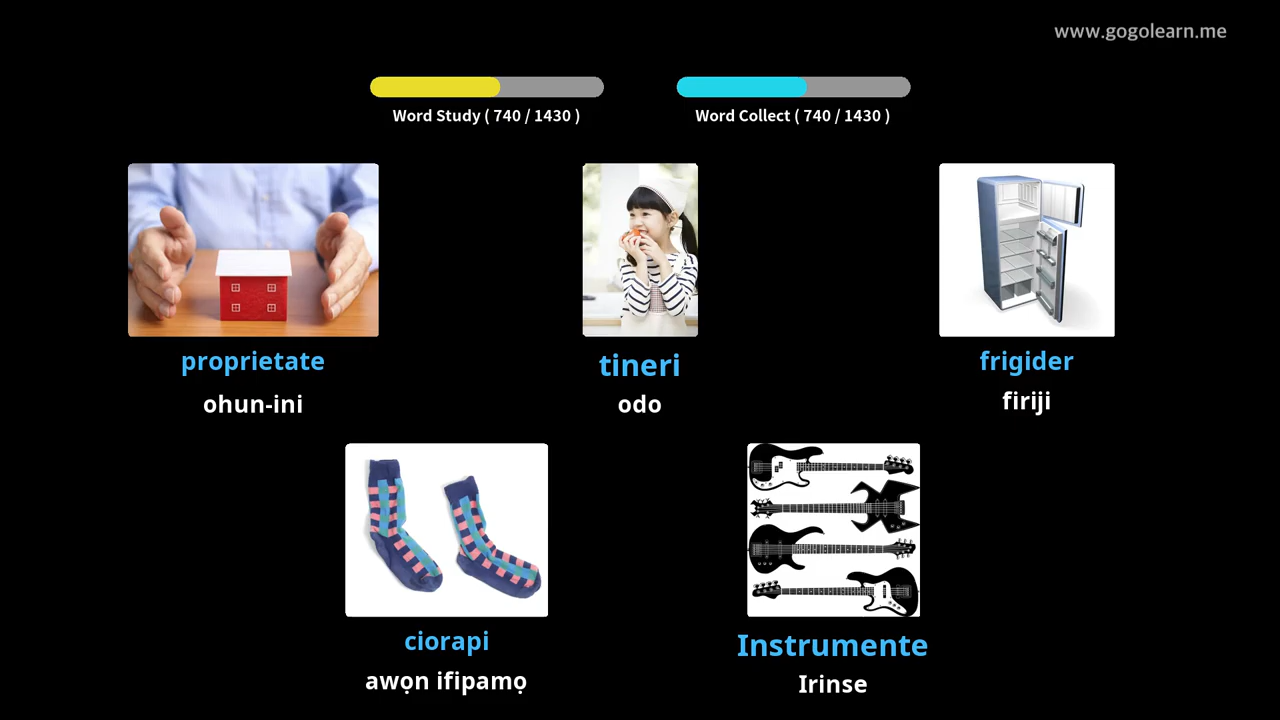 www.gogolearn.me
Word Study ( 740 / 1430 )
Word Collect ( 740 / 1430 )
proprietate
ohun-ini
tineri
odo
frigider
firiji
ciorapi
awọn ifipamọ
Instrumente
Irinse